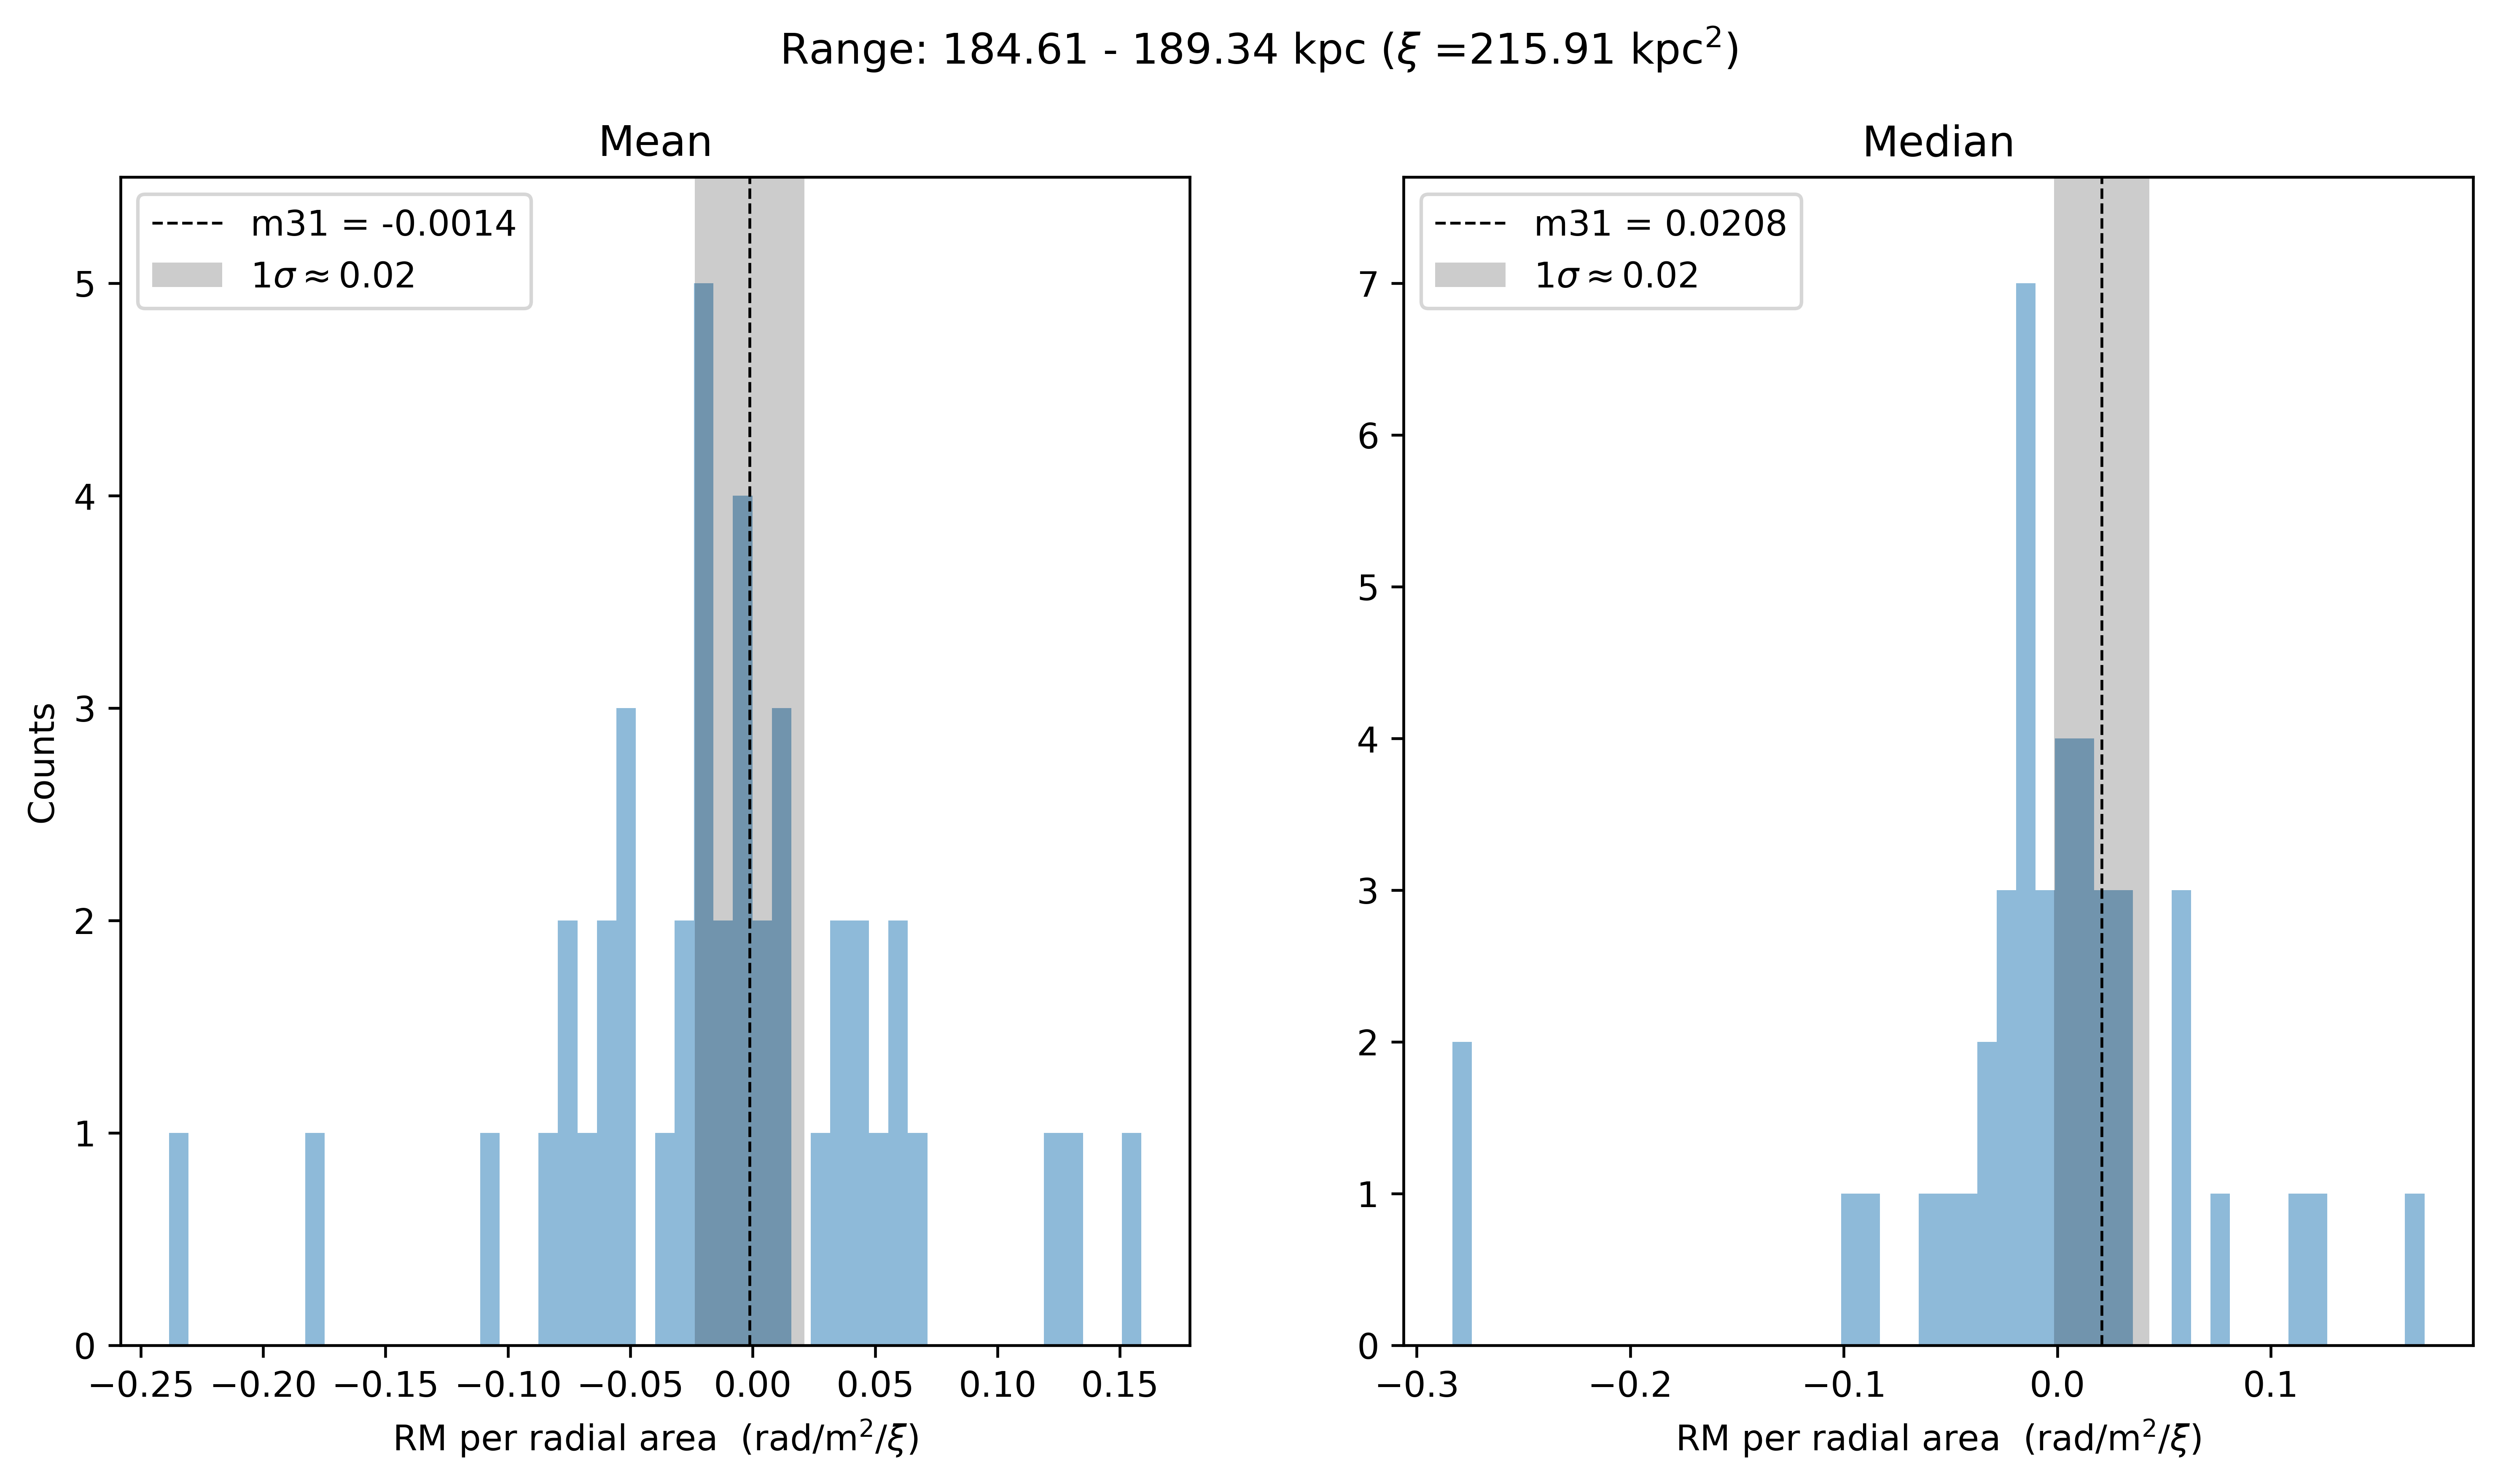 Range: 184.61 - 189.34 kpc (ξ =215.91 kpc²)
Mean
m31 = -0.0014
1σ ≈ 0.02
5
4
3
2
1
0
Counts
−0.25 −0.20 −0.15 −0.10 −0.05 0.00 0.05 0.10 0.15
RM per radial area (rad/m²/ξ)
Median
m31 = 0.0208
1σ ≈ 0.02
7
6
5
4
3
2
1
0
−0.3 −0.2 −0.1 0.0 0.1
RM per radial area (rad/m²/ξ)